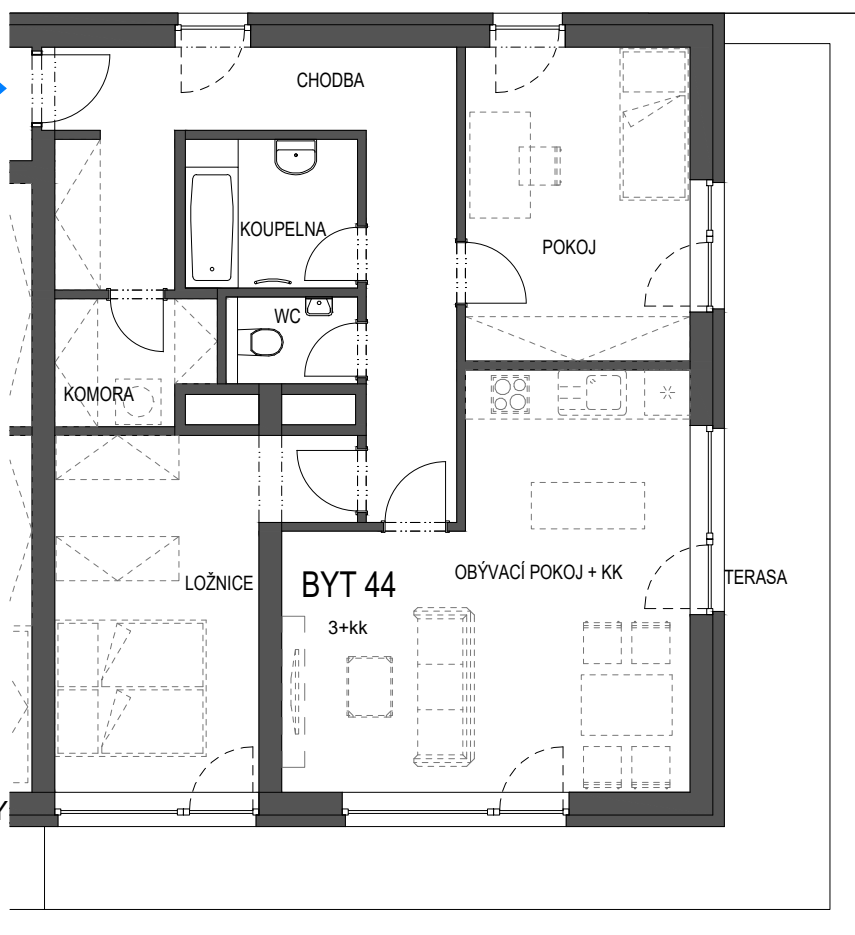 CHODBA
KOUPELNA
POKOJ
WC
KOMORA
LOŽNICE
BYT 44
3+kk
OBÝVACÍ POKOJ + KK
TERASA
Y